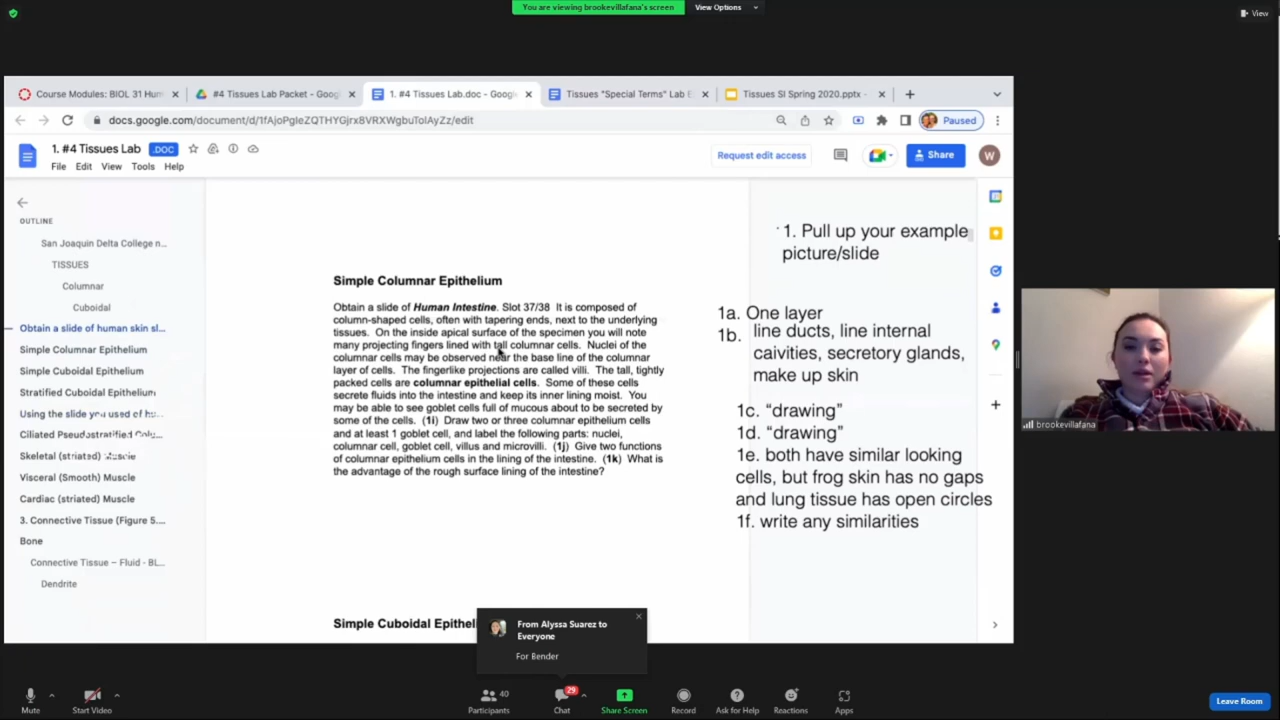 You are viewing brookevillafana's screen
View Options
View
Course Modules: BIOL 31 Hum
#4 Tissues Lab Packet - Goog
1. #4 Tissues Lab.doc - Goog
Tissues "Special Terms" Lab E
Tissues SI Spring 2020.pptx -
Paused
1. #4 Tissues Lab
.DOC
Request edit access
Share
W
File Edit View Tools Help
OUTLINE
San Joaquin Delta College n...
TISSUES
Columnar
Cuboidal
Obtain a slide of human skin sl...
Simple Columnar Epithelium
Simple Cuboidal Epithelium
Stratified Cuboidal Epithelium
Using the slide you used of hu...
Ciliated Pseudostratified Colu...
Skeletal (striated) Muscle
Visceral (Smooth) Muscle
Cardiac (striated) Muscle
3. Connective Tissue (Figure 5....
Bone
Connective Tissue – Fluid - BL...
Dendrite
Simple Columnar Epithelium
Obtain a slide of Human Intestine. Slot 37/38 It is composed of
column-shaped cells, often with tapering ends, next to the underlying
tissues. On the inside apical surface of the specimen you will note
many projecting fingers lined with tall columnar cells. Nuclei of the
columnar cells may be observed near the base line of the columnar
layer of cells. The fingerlike projections are called villi. The tall, tightly
packed cells are columnar epithelial cells. Some of these cells
secrete fluids into the intestine and keep its inner lining moist. You
may be able to see goblet cells full of mucous about to be secreted by
some of the cells. (1i) Draw two or three columnar epithelium cells
and at least 1 goblet cell, and label the following parts: nuclei,
columnar cell, goblet cell, villus and microvilli. (1j) Give two functions
of columnar epithelium cells in the lining of the intestine. (1k) What is
the advantage of the rough surface lining of the intestine?
Simple Cuboidal Epitheli
1. Pull up your example
picture/slide
1a. One layer
1b. line ducts, line internal
caivities, secretory glands,
make up skin
1c. “drawing”
1d. “drawing”
1e. both have similar looking
cells, but frog skin has no gaps
and lung tissue has open circles
1f. write any similarities
brookevillafana
From Alyssa Suarez to
Everyone
For Bender
Mute
Start Video
40
Participants
29
Chat
Share Screen
Record
Ask for Help
Reactions
Apps
Leave Room